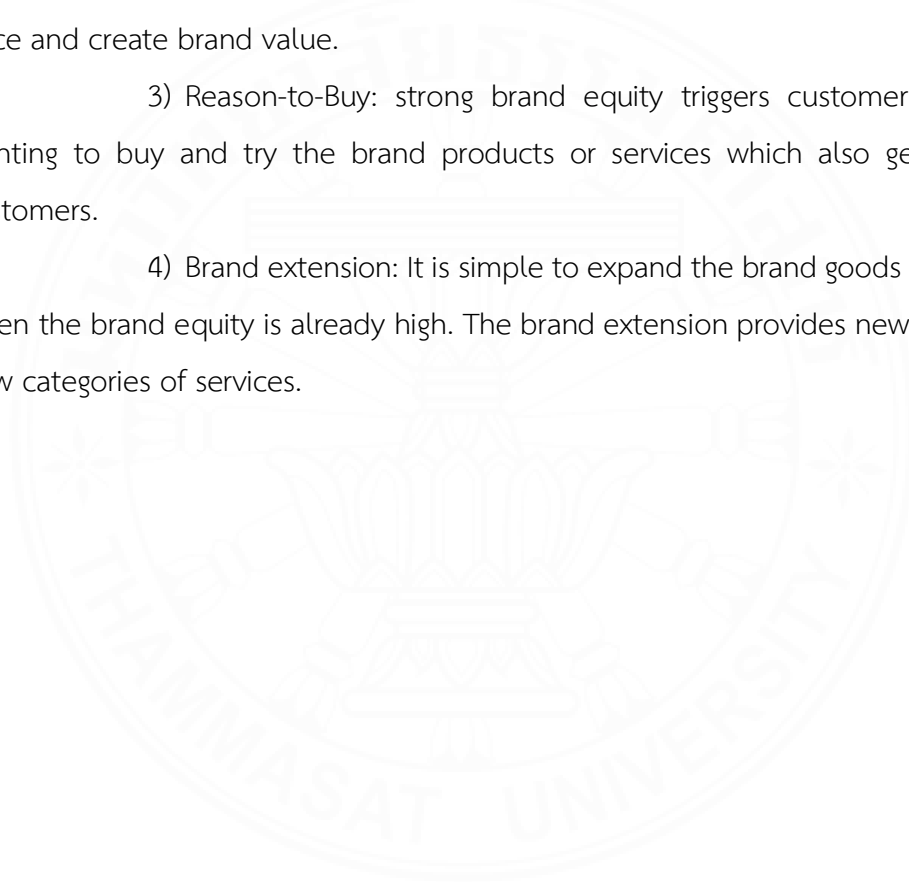 ce and create brand value.
3) Reason-to-Buy: strong brand equity triggers customer
nting to buy and try the brand products or services which also ge
tomers.
4) Brand extension: It is simple to expand the brand goods
en the brand equity is already high. The brand extension provides new
w categories of services.
THAMMASAT UNIVERSITY